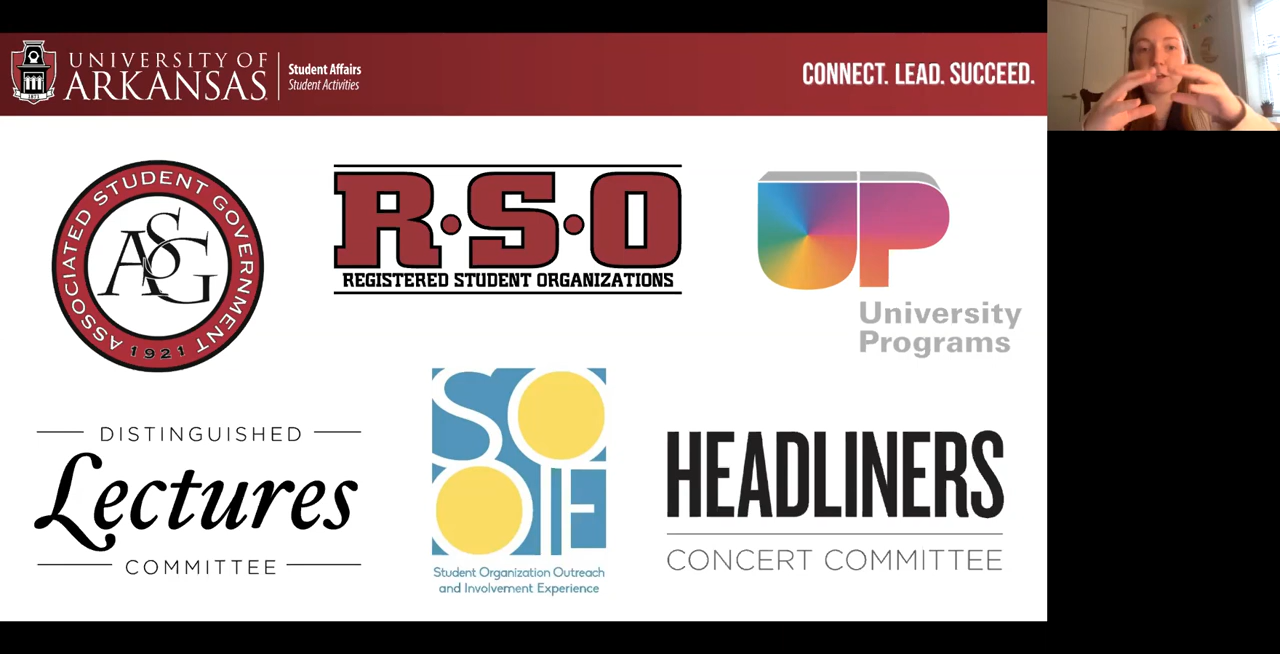 UNIVERSITY OF
ARKANSAS
Student Affairs
Student Activities
1871
CONNECT. LEAD. SUCCEED.
ASSOCIATED STUDENT GOVERNMENT
ASG
1921
R·S·O
REGISTERED STUDENT ORGANIZATIONS
UP
University
Programs
DISTINGUISHED
Lectures
COMMITTEE
SOOIE
Student Organization Outreach
and Involvement Experience
HEADLINERS
CONCERT COMMITTEE